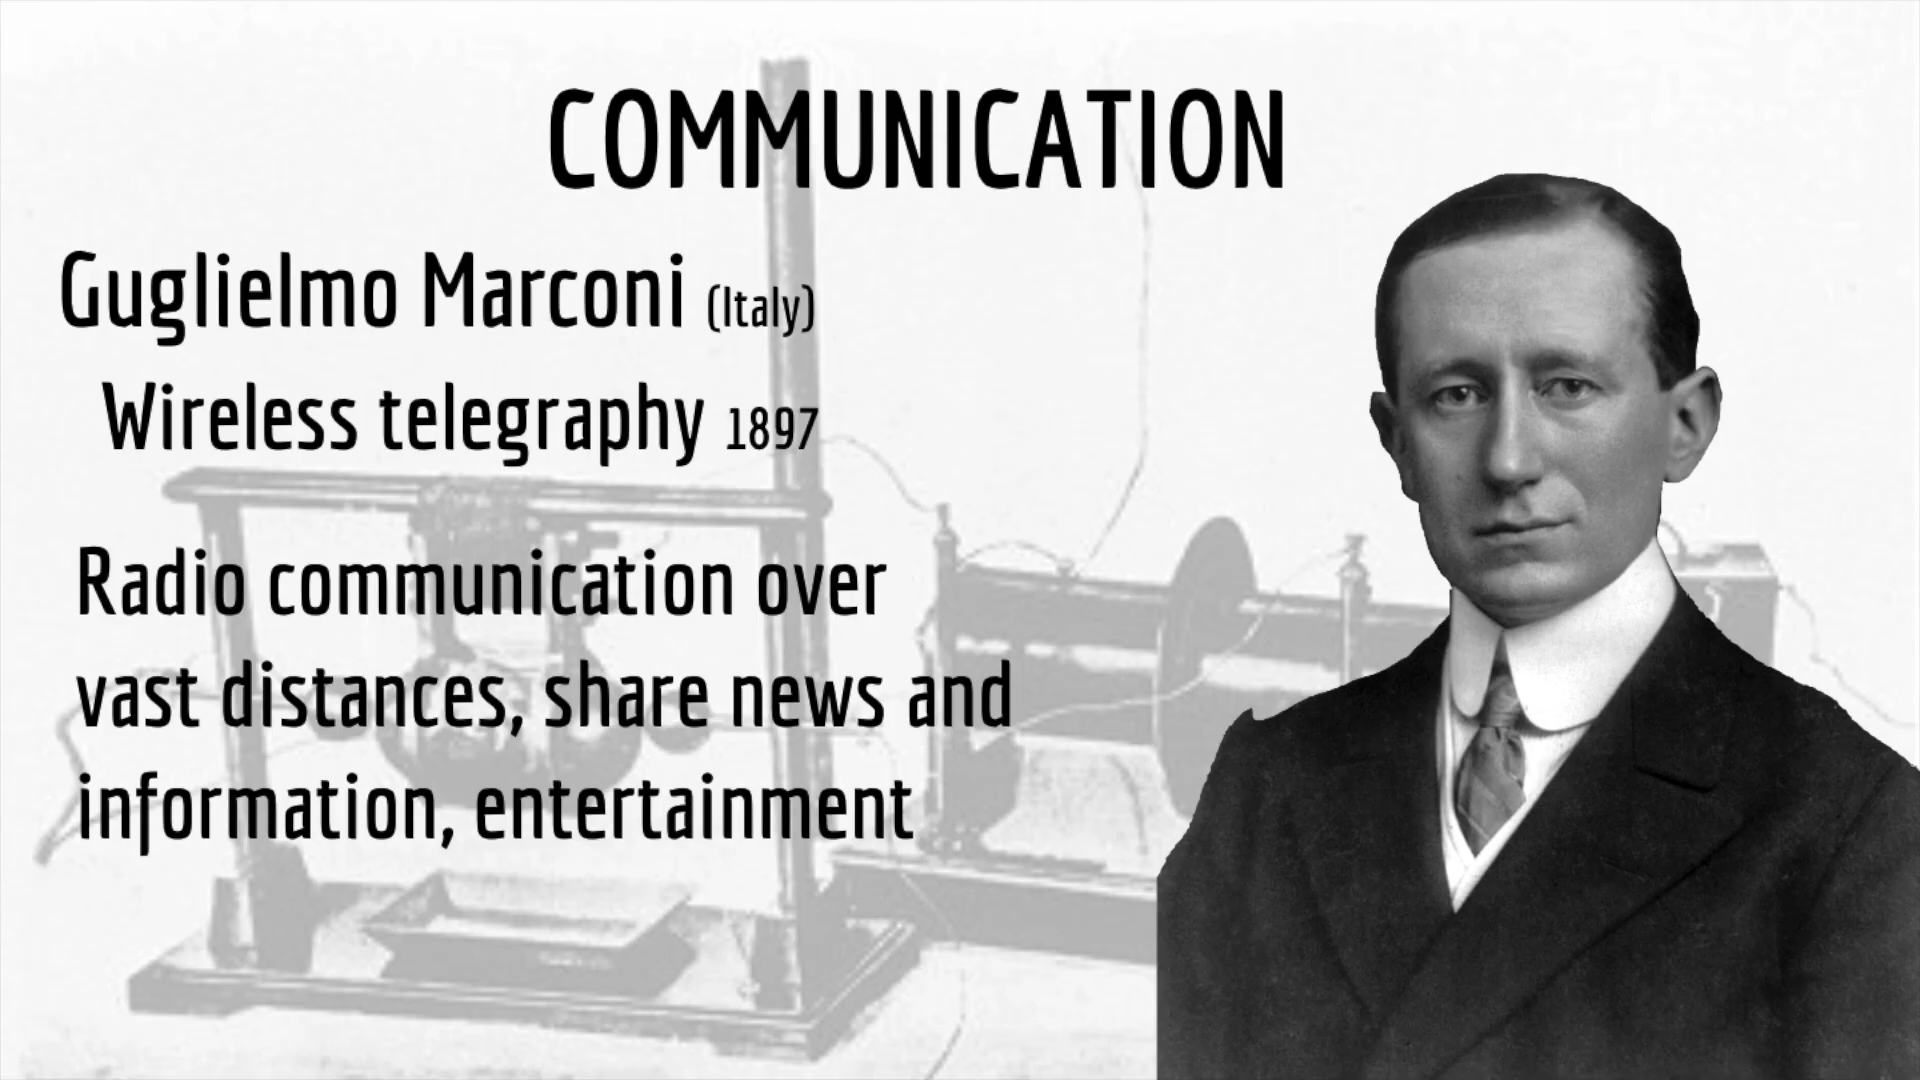 COMMUNICATION
Guglielmo Marconi (Italy)
Wireless telegraphy 1897
Radio communication over
vast distances, share news and
information, entertainment